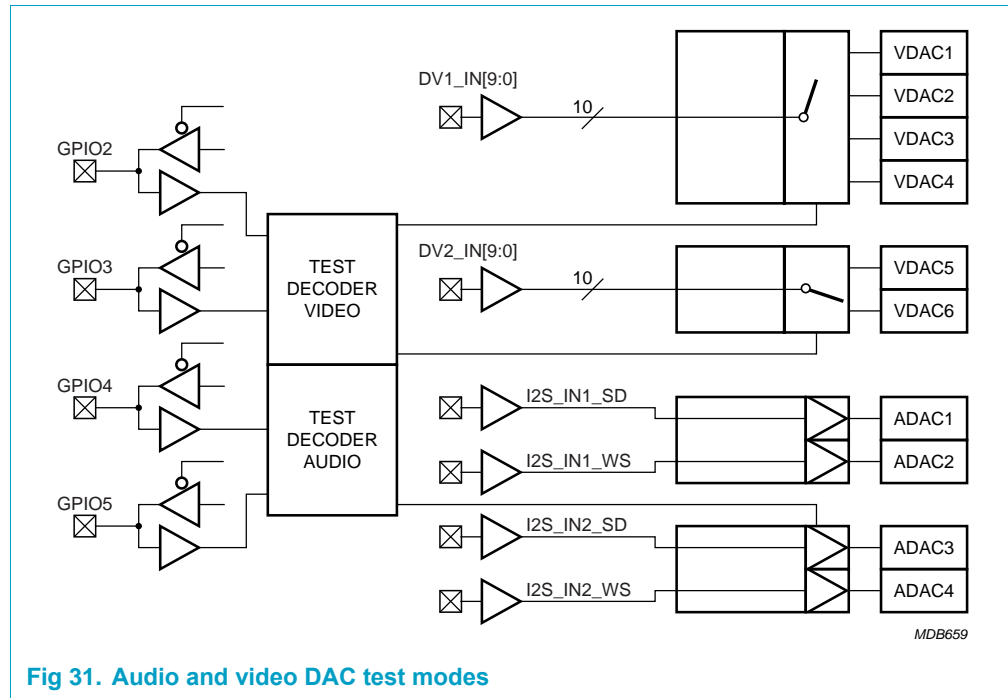 DV1_IN[9:0]
10
VDAC1
VDAC2
VDAC3
VDAC4
GPIO2
GPIO3
GPIO4
GPIO5
TEST
DECODER
VIDEO
TEST
DECODER
AUDIO
DV2_IN[9:0]
10
VDAC5
VDAC6
I2S_IN1_SD
I2S_IN1_WS
ADAC1
ADAC2
I2S_IN2_SD
I2S_IN2_WS
ADAC3
ADAC4
MDB659
Fig 31. Audio and video DAC test modes